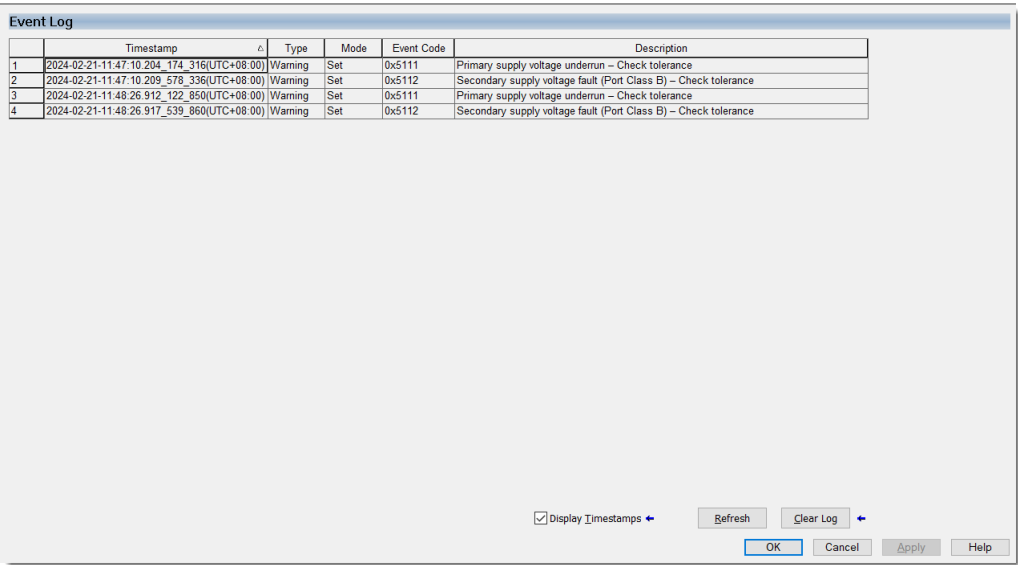 Event Log
Timestamp Type Mode Event Code Description
1 2024-02-21-11:47:10.204_174_316(UTC+08:00) Warning Set 0x5111 Primary supply voltage underrun – Check tolerance
2 2024-02-21-11:47:10.209_578_336(UTC+08:00) Warning Set 0x5112 Secondary supply voltage fault (Port Class B) – Check tolerance
3 2024-02-21-11:48:26.912_122_850(UTC+08:00) Warning Set 0x5111 Primary supply voltage underrun – Check tolerance
4 2024-02-21-11:48:26.917_539_860(UTC+08:00) Warning Set 0x5112 Secondary supply voltage fault (Port Class B) – Check tolerance
Display Timestamps Refresh Clear Log
OK Cancel Apply Help